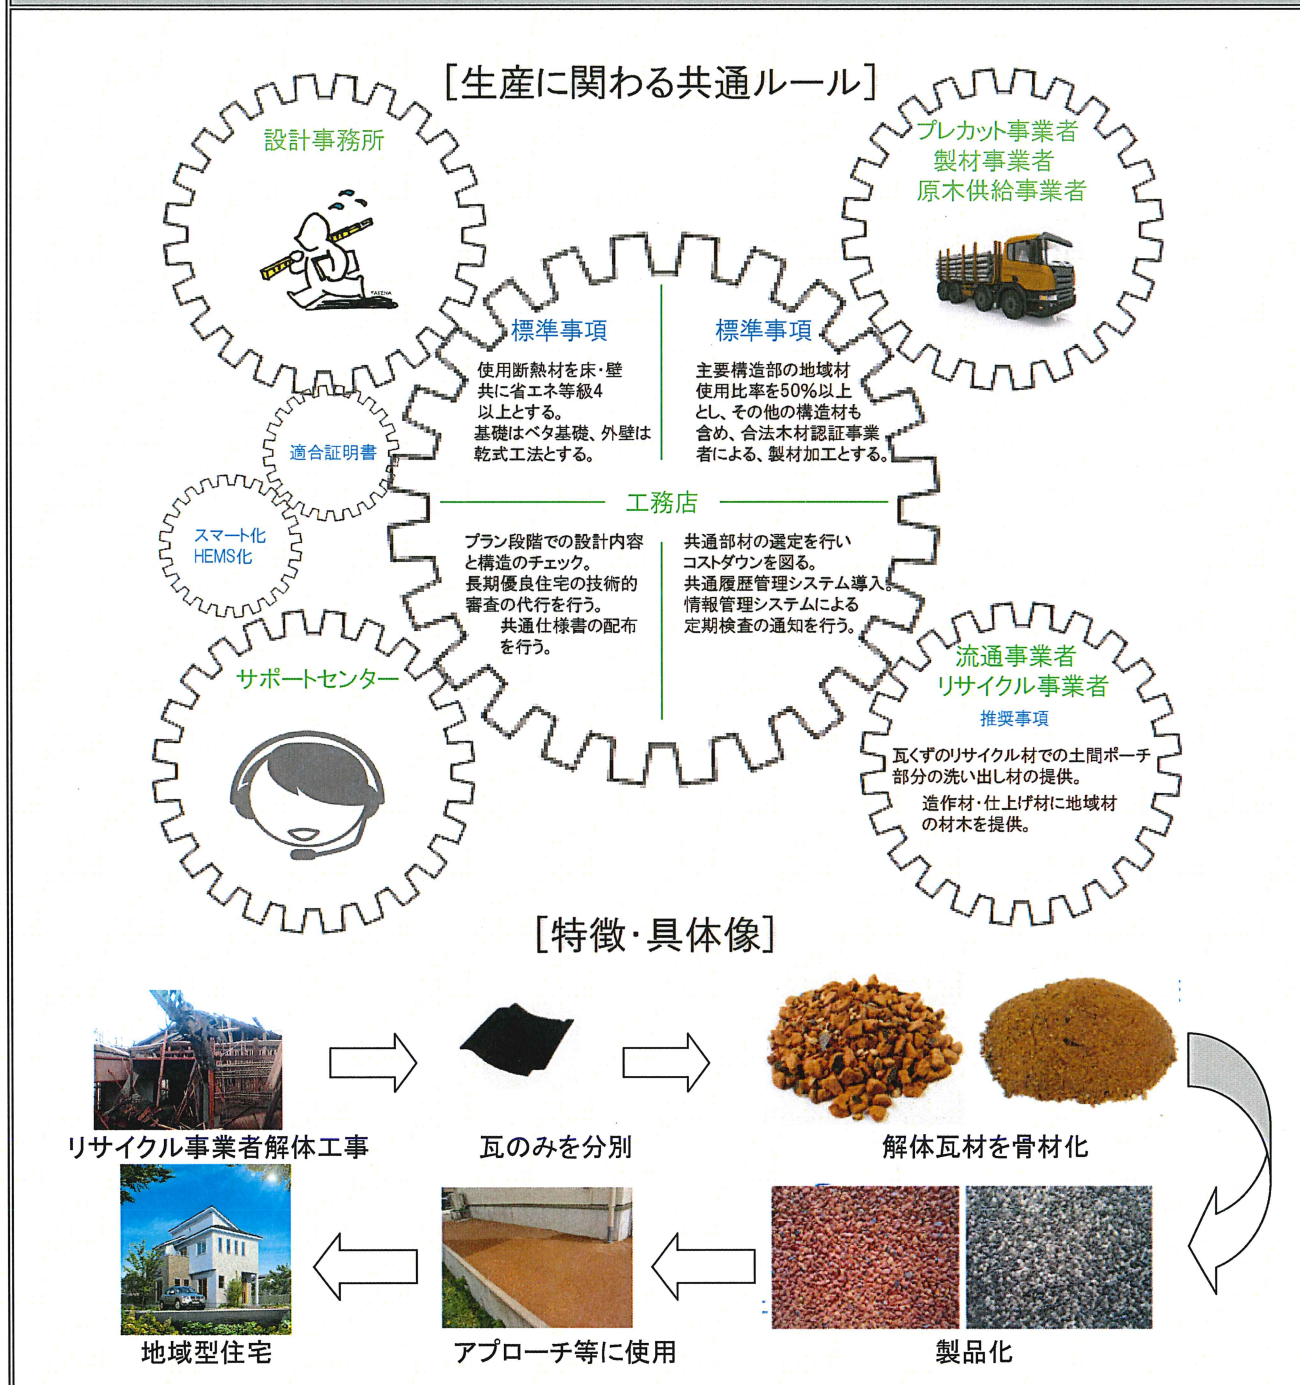 [生産に関わる共通ルール]
設計事務所
プレカット事業者
製材事業者
原木供給事業者
標準事項
使用断熱材を床・壁
共に省エネ等級4
以上とする。
基礎はベタ基礎、外壁は
乾式工法とする。
標準事項
主要構造部の地域材
使用比率を50%以上
とし、その他の構造材も
含め、合法木材認証事業
者による、製材加工とする。
適合証明書
スマート化
HEMS化
工務店
プラン段階での設計内容
と構造のチェック。
長期優良住宅の技術的
審査の代行を行う。
共通仕様書の配布
を行う。
共通部材の選定を行い
コストダウンを図る。
共通履歴管理システム導入。
情報管理システムによる
定期検査の通知を行う。
サポートセンター
流通事業者
リサイクル事業者
推奨事項
瓦くずのリサイクル材での土間ポーチ
部分の洗い出し材の提供。
造作材・仕上げ材に地域材
の材木を提供。
[特徴・具体像]
リサイクル事業者解体工事
瓦のみを分別
解体瓦材を骨材化
地域型住宅
アプローチ等に使用
製品化